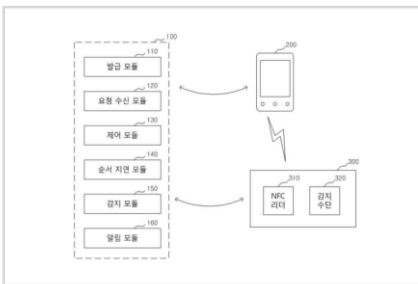 100
110
발급 모듈
120
요청 수신 모듈
130
제어 모듈
140
순서 지연 모듈
150
감지 모듈
160
알림 모듈
200
300
310
NFC
리더
320
감지
수단